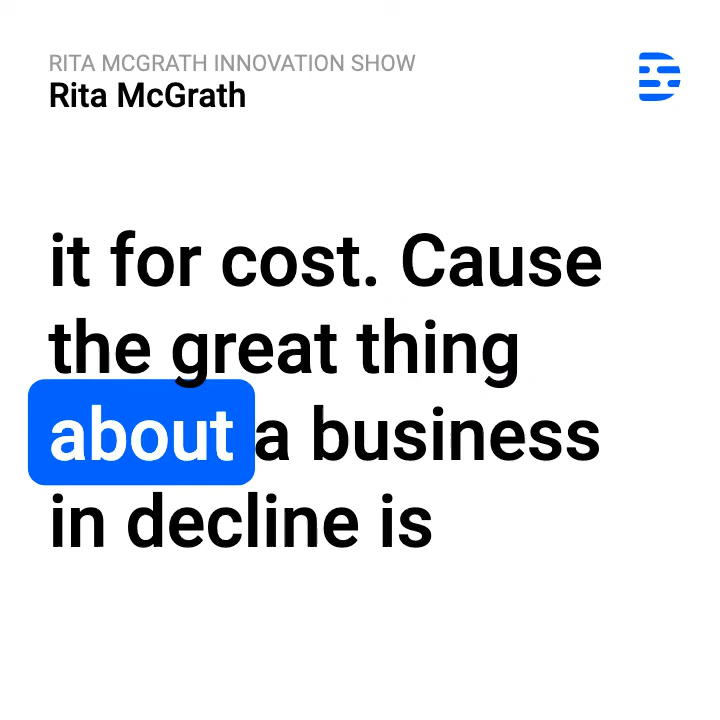 RITA MCGRATH INNOVATION SHOW
Rita McGrath
it for cost. Cause
the great thing
about a business
in decline is